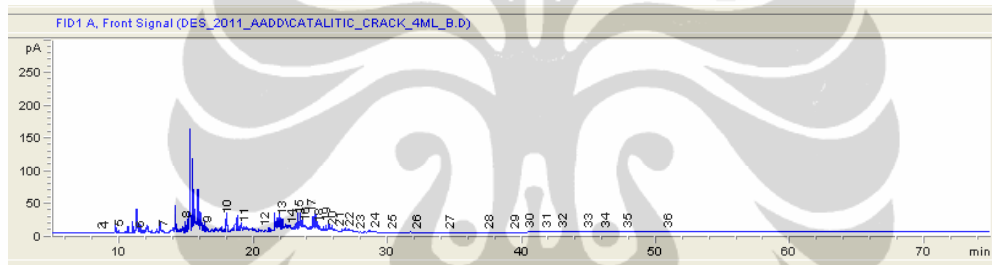 FID1 A, Front Signal (DES_2011_AADD\CATALITIC_CRACK_4ML_B.D)
pA
250
200
150
100
50
0
4 5 6 7 8 9 10 11 12 13 14 15 16 17 18 19 20 21 22 23 24 25 26 27 28 29 30 31 32 33 34 35 36
10 20 30 40 50 60 70 min